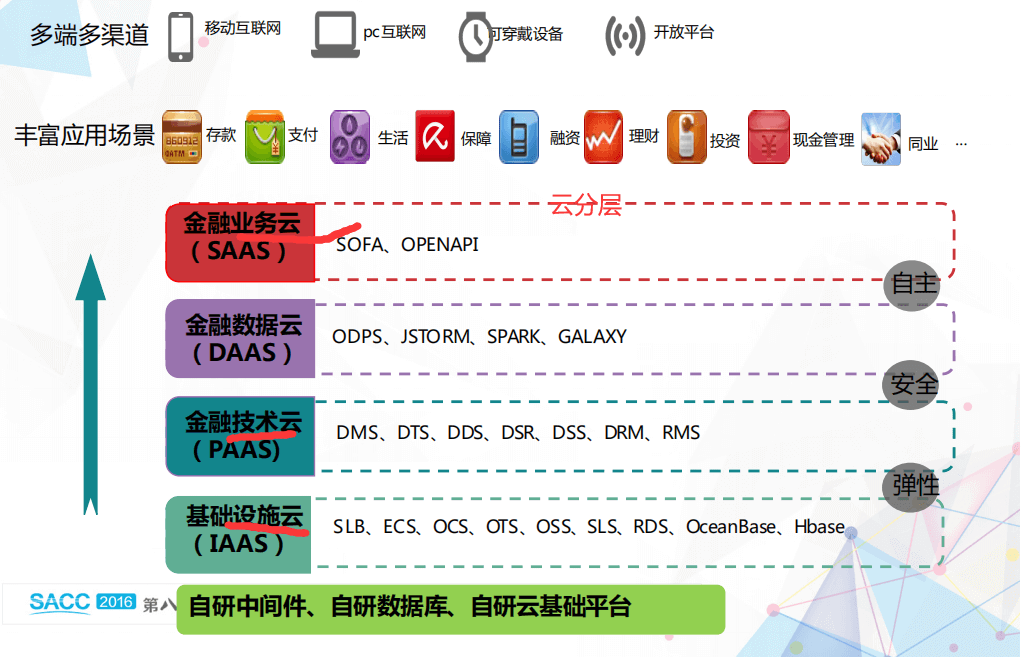 多端多渠道 移动互联网 pc互联网 可穿戴设备 开放平台
丰富应用场景 存款 支付 生活 保障 融资 理财 投资 现金管理 同业 ...
860912
ATM
云分层
金融业务云
（SAAS）
SOFA、OPENAPI
自主
金融数据云
（DAAS）
ODPS、JSTORM、SPARK、GALAXY
安全
金融技术云
（PAAS)
DMS、DTS、DDS、DSR、DSS、DRM、RMS
弹性
基础设施云
（IAAS）
SLB、ECS、OCS、OTS、OSS、SLS、RDS、OceanBase、Hbase
SACC 2016 第八
自研中间件、自研数据库、自研云基础平台